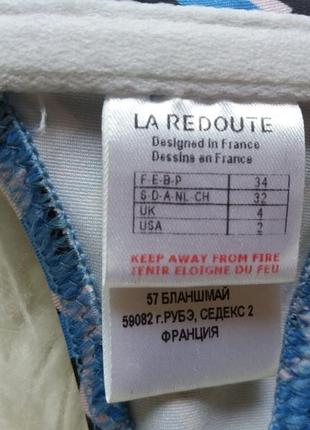 LA REDOUTE
Designed in France
Dessins en France
F-E-B-P 34
S-D-A-NL-CH 32
UK 4
USA 2
KEEP AWAY FROM FIRE
TENIR ELOIGNE DU FEU
57 БЛАНШМАЙ
59082 г.РУБЭ, СЕДЕКС 2
ФРАНЦИЯ